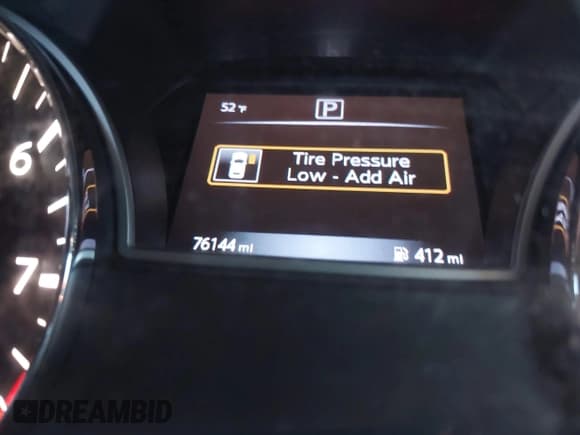 52 °F P
Tire Pressure
Low - Add Air
76144 mi 412 mi
6
7
DREAMBID